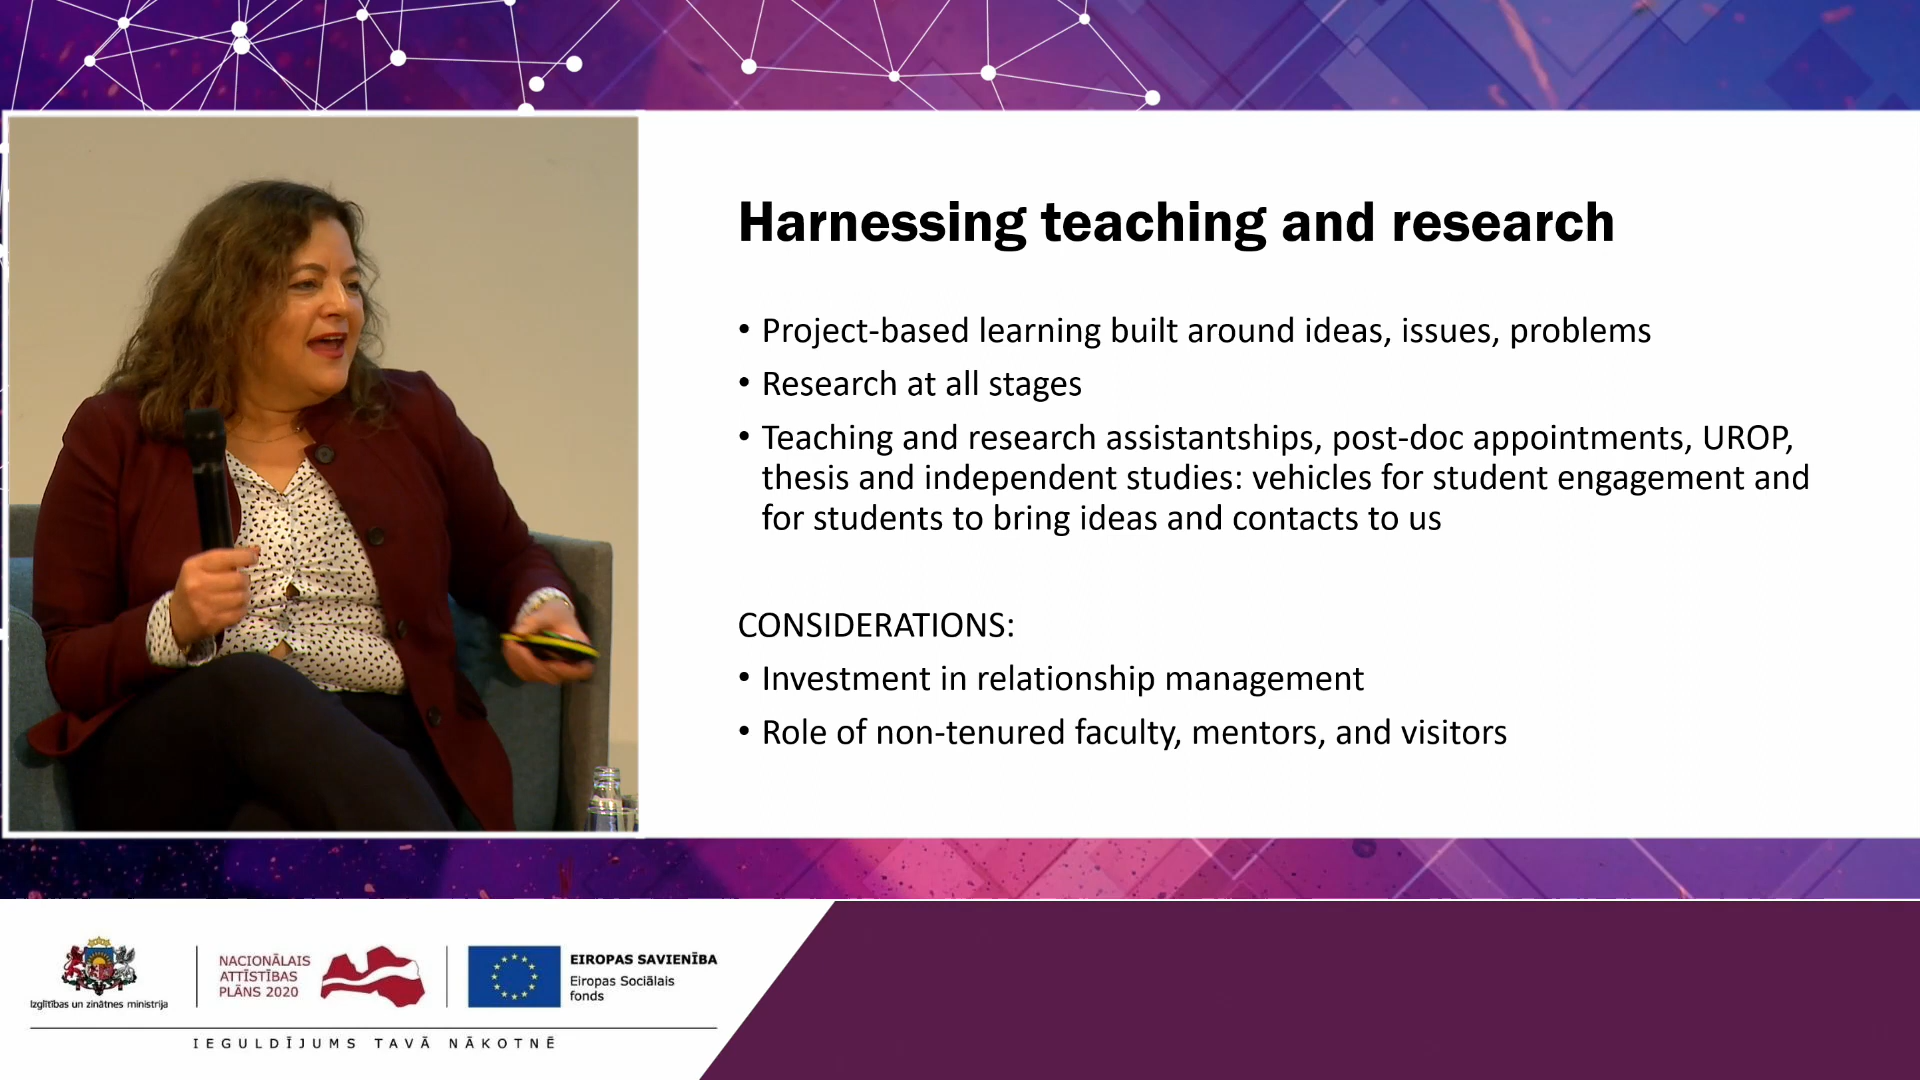 Harnessing teaching and research
• Project-based learning built around ideas, issues, problems
• Research at all stages
• Teaching and research assistantships, post-doc appointments, UROP,
thesis and independent studies: vehicles for student engagement and
for students to bring ideas and contacts to us
CONSIDERATIONS:
• Investment in relationship management
• Role of non-tenured faculty, mentors, and visitors
Izglītības un zinātnes ministrija
NACIONĀLAIS
ATTĪSTĪBAS
PLĀNS 2020
EIROPAS SAVIENĪBA
Eiropas Sociālais
fonds
IEGULDĪJUMS TAVĀ NĀKOTNĒ